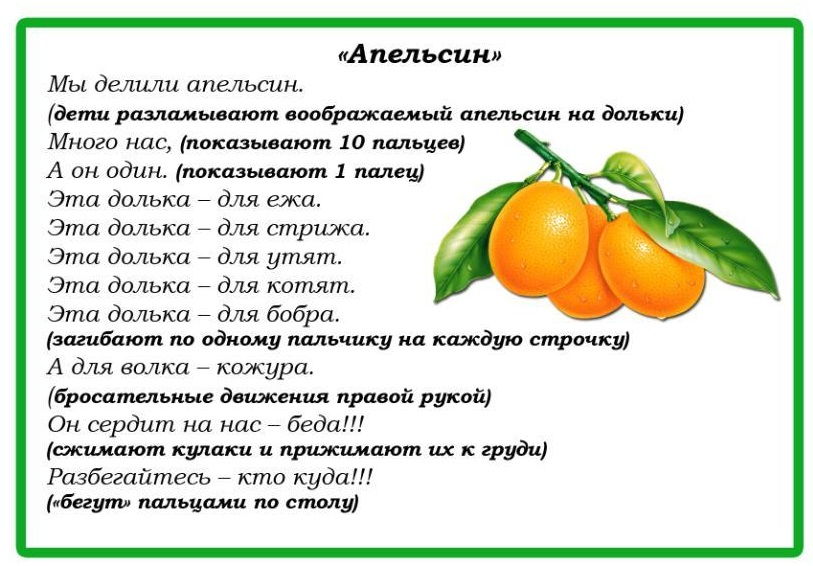 «Апельсин»
Мы делили апельсин.
(дети разламывают воображаемый апельсин на дольки)
Много нас, (показывают 10 пальцев)
А он один. (показывают 1 палец)
Эта долька – для ежа.
Эта долька – для стрижа.
Эта долька – для утят.
Эта долька – для котят.
Эта долька – для бобра.
(загибают по одному пальчику на каждую строчку)
А для волка – кожура.
(бросательные движения правой рукой)
Он сердит на нас – беда!!!
(сжимают кулаки и прижимают их к груди)
Разбегайтесь – кто куда!!!
(«бегут» пальцами по столу)